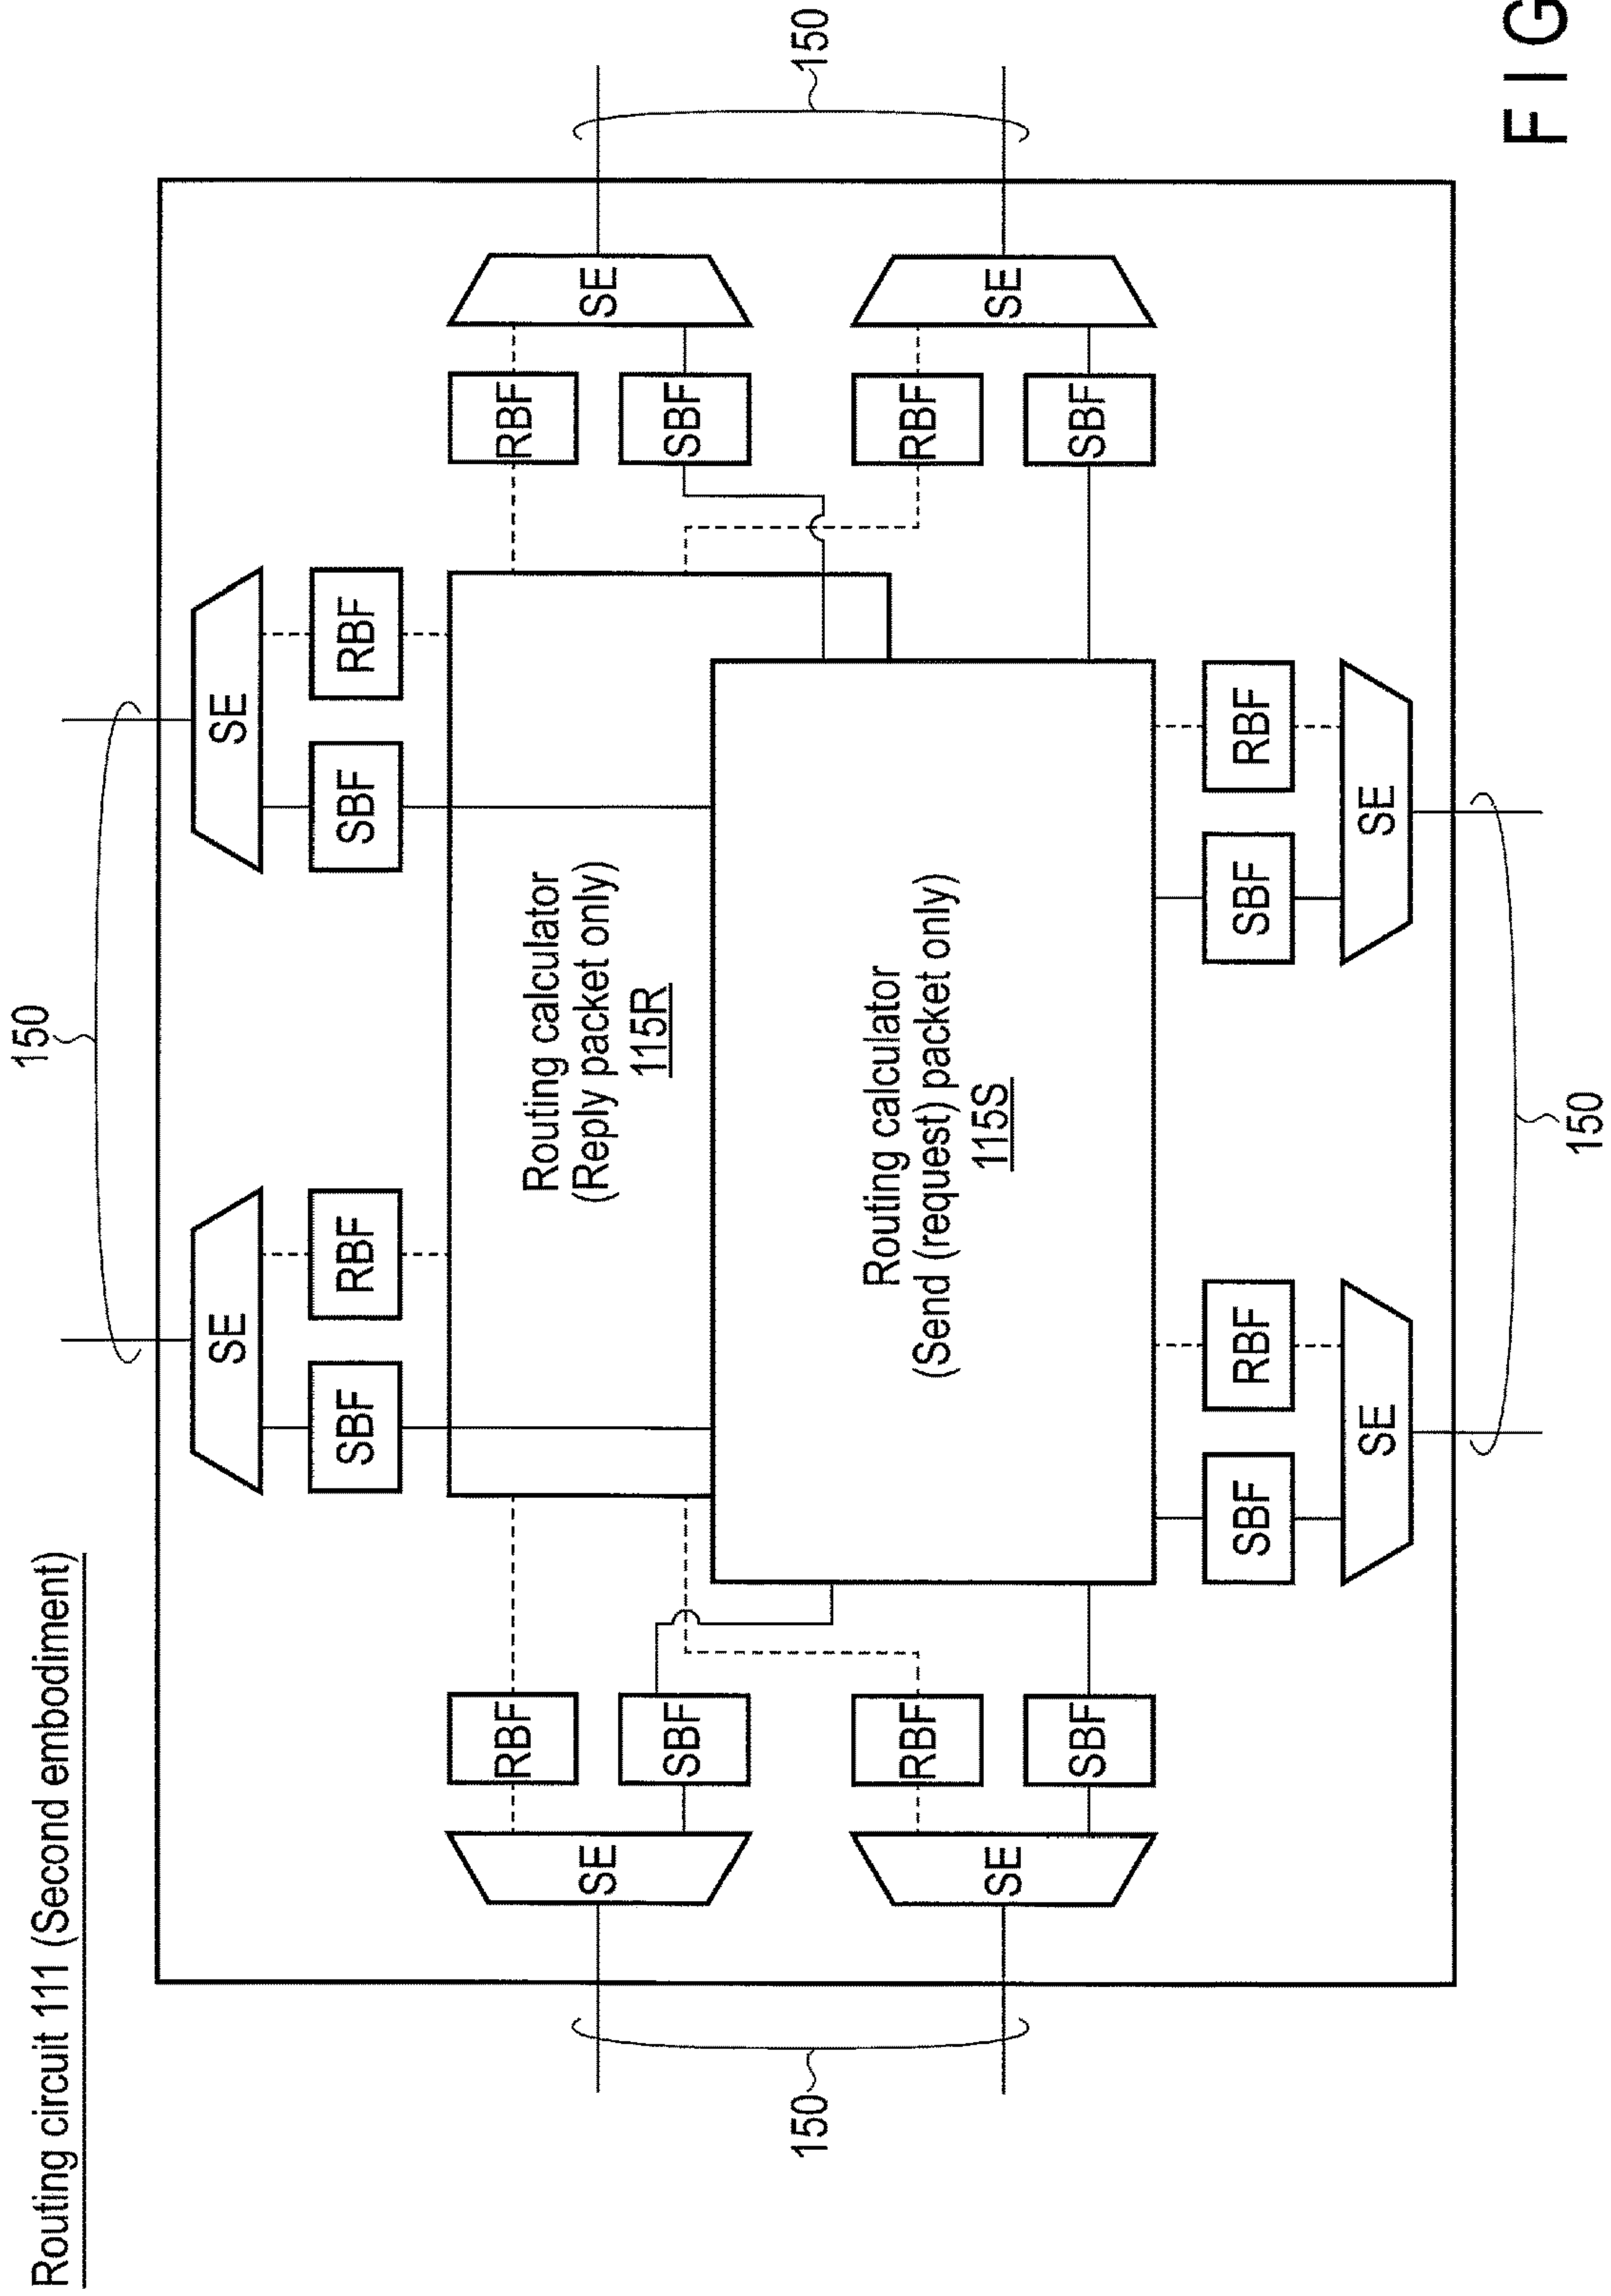 Routing circuit 111 (Second embodiment)
150
SE
SE
SBF
RBF
SBF
RBF
RBF
RBF
SE
SE
SBF
SBF
Routing calculator
(Reply packet only)
115R
150
150
Routing calculator
(Send (request) packet only)
115S
RBF
RBF
SE
SE
SBF
SBF
SBF
RBF
SBF
RBF
SE
SE
150
FIG